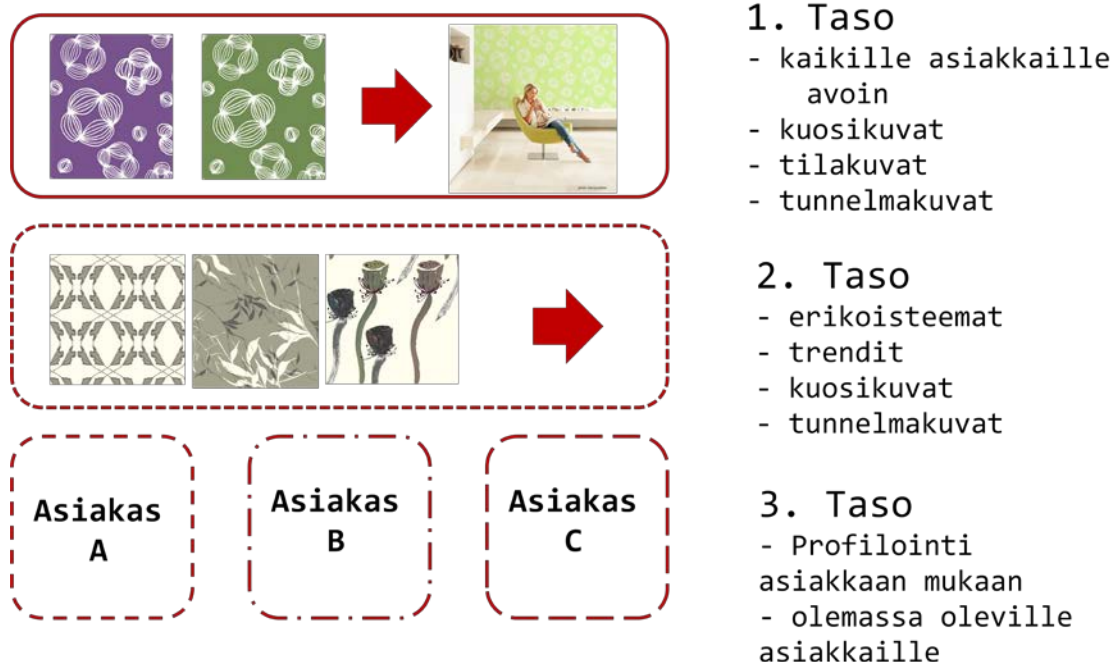 1. Taso
- kaikille asiakkaille
avoin
- kuosikuvat
- tilakuvat
- tunnelmakuvat
2. Taso
- erikoisteemat
- trendit
- kuosikuvat
- tunnelmakuvat
Asiakas
A
Asiakas
B
Asiakas
C
3. Taso
- Profilointi
asiakkaan mukaan
- olemassa oleville
asiakkaille